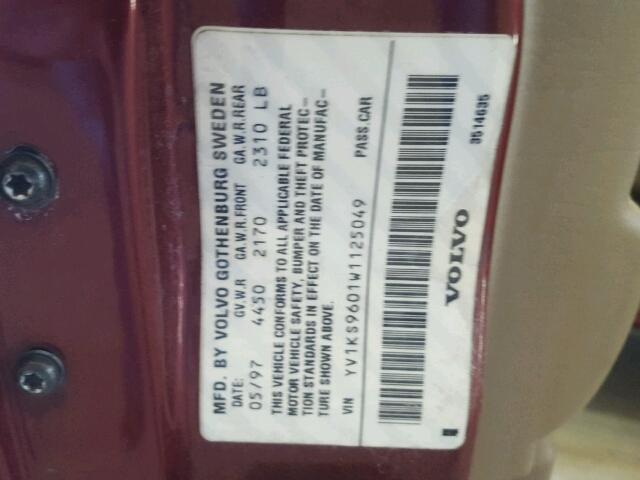 MFD. BY VOLVO GOTHENBURG SWEDEN
DATE: GV.W.R GA.W.R.FRONT GA.W.R.REAR
05/97 4450 2170 2310 LB
THIS VEHICLE CONFORMS TO ALL APPLICABLE FEDERAL
MOTOR VEHICLE SAFETY, BUMPER AND THEFT PROTEC–
TION STANDARDS IN EFFECT ON THE DATE OF MANUFAC–
TURE SHOWN ABOVE.
VIN YV1KS9601W1125049 PASS.CAR
VOLVO 3514635